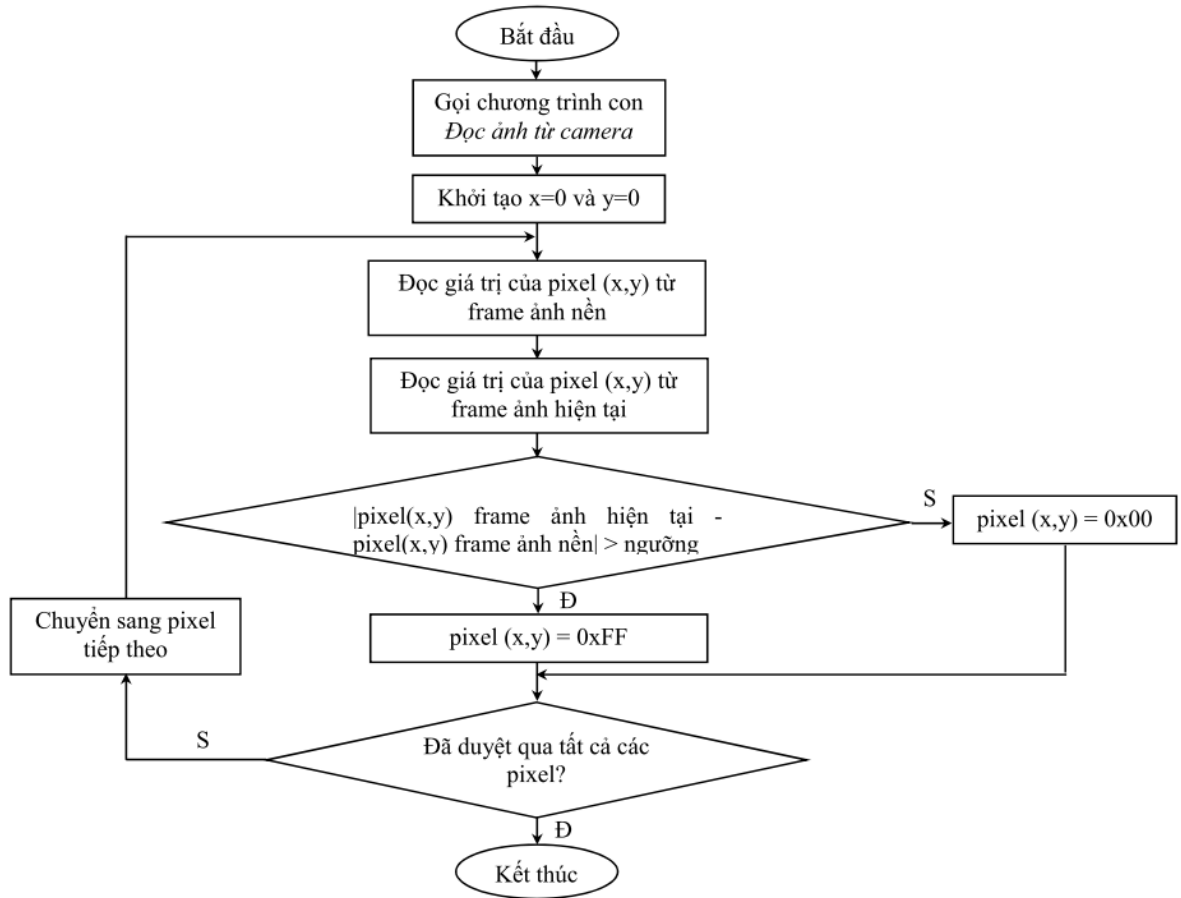 Bắt đầu
Gọi chương trình con
Đọc ảnh từ camera
Khởi tạo x=0 và y=0
Đọc giá trị của pixel (x,y) từ
frame ảnh nền
Đọc giá trị của pixel (x,y) từ
frame ảnh hiện tại
|pixel(x,y) frame ảnh hiện tại -
pixel(x,y) frame ảnh nền| > ngưỡng
S
pixel (x,y) = 0x00
Đ
pixel (x,y) = 0xFF
Chuyển sang pixel
tiếp theo
S
Đã duyệt qua tất cả các
pixel?
Đ
Kết thúc